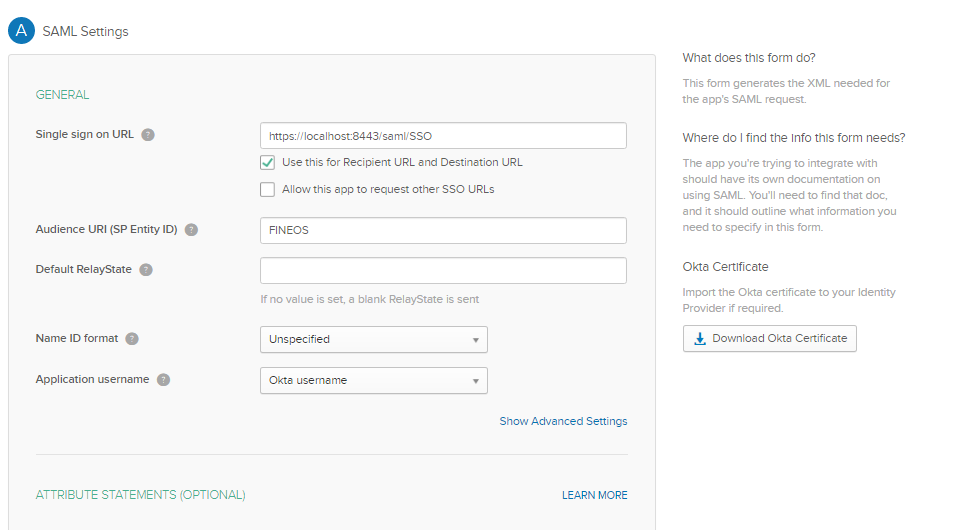 A SAML Settings
GENERAL
Single sign on URL ?
https://localhost:8443/saml/SSO
Use this for Recipient URL and Destination URL
Allow this app to request other SSO URLs
Audience URI (SP Entity ID) ?
FINEOS
Default RelayState ?
If no value is set, a blank RelayState is sent
Name ID format ?
Unspecified
Application username ?
Okta username
Show Advanced Settings
ATTRIBUTE STATEMENTS (OPTIONAL)
LEARN MORE
What does this form do?
This form generates the XML needed for
the app's SAML request.
Where do I find the info this form needs?
The app you're trying to integrate with
should have its own documentation on
using SAML. You'll need to find that doc,
and it should outline what information you
need to specify in this form.
Okta Certificate
Import the Okta certificate to your Identity
Provider if required.
Download Okta Certificate